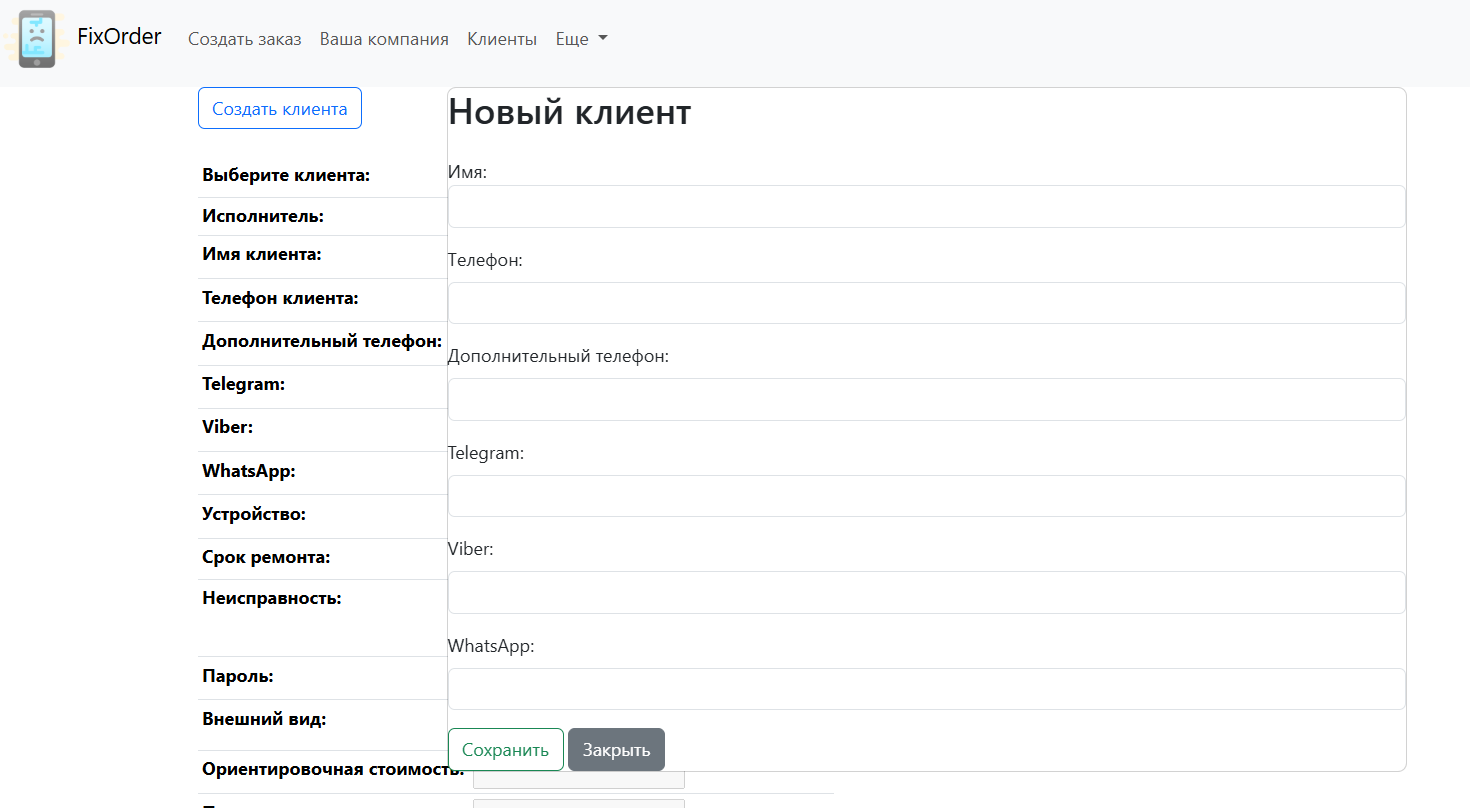 FixOrder
Создать заказ
Ваша компания
Клиенты
Еще
Создать клиента
Выберите клиента:
Исполнитель:
Имя клиента:
Телефон клиента:
Дополнительный телефон:
Telegram:
Viber:
WhatsApp:
Устройство:
Срок ремонта:
Неисправность:
Пароль:
Внешний вид:
Ориентировочная стоимость:
Новый клиент
Имя:
Телефон:
Дополнительный телефон:
Telegram:
Viber:
WhatsApp:
Сохранить
Закрыть